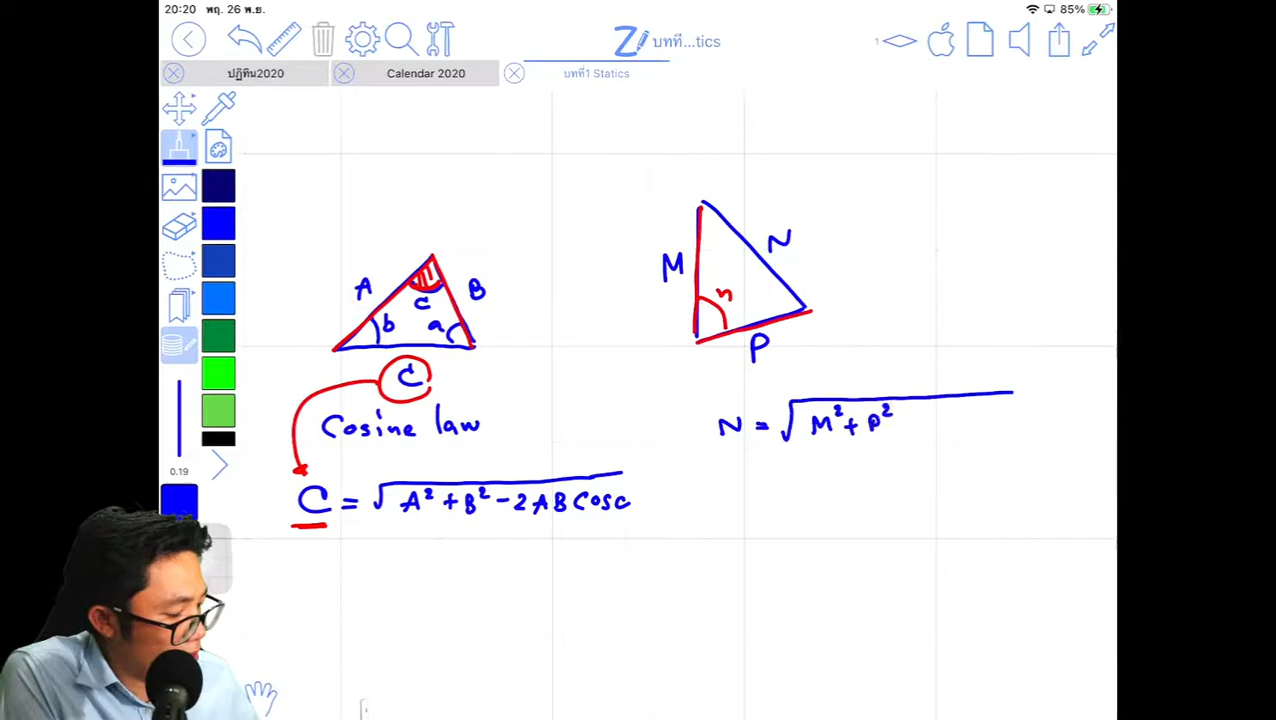 20:20 พฤ. 26 พ.ย.
85%
บทที...tics
1
ปฏิทิน2020
Calendar 2020
บทที่1 Statics
0.19
A
B
c
b
a
C
M
N
n
P
Cosine law
C = √A² + B² - 2AB Cosc
N = √M² + P²